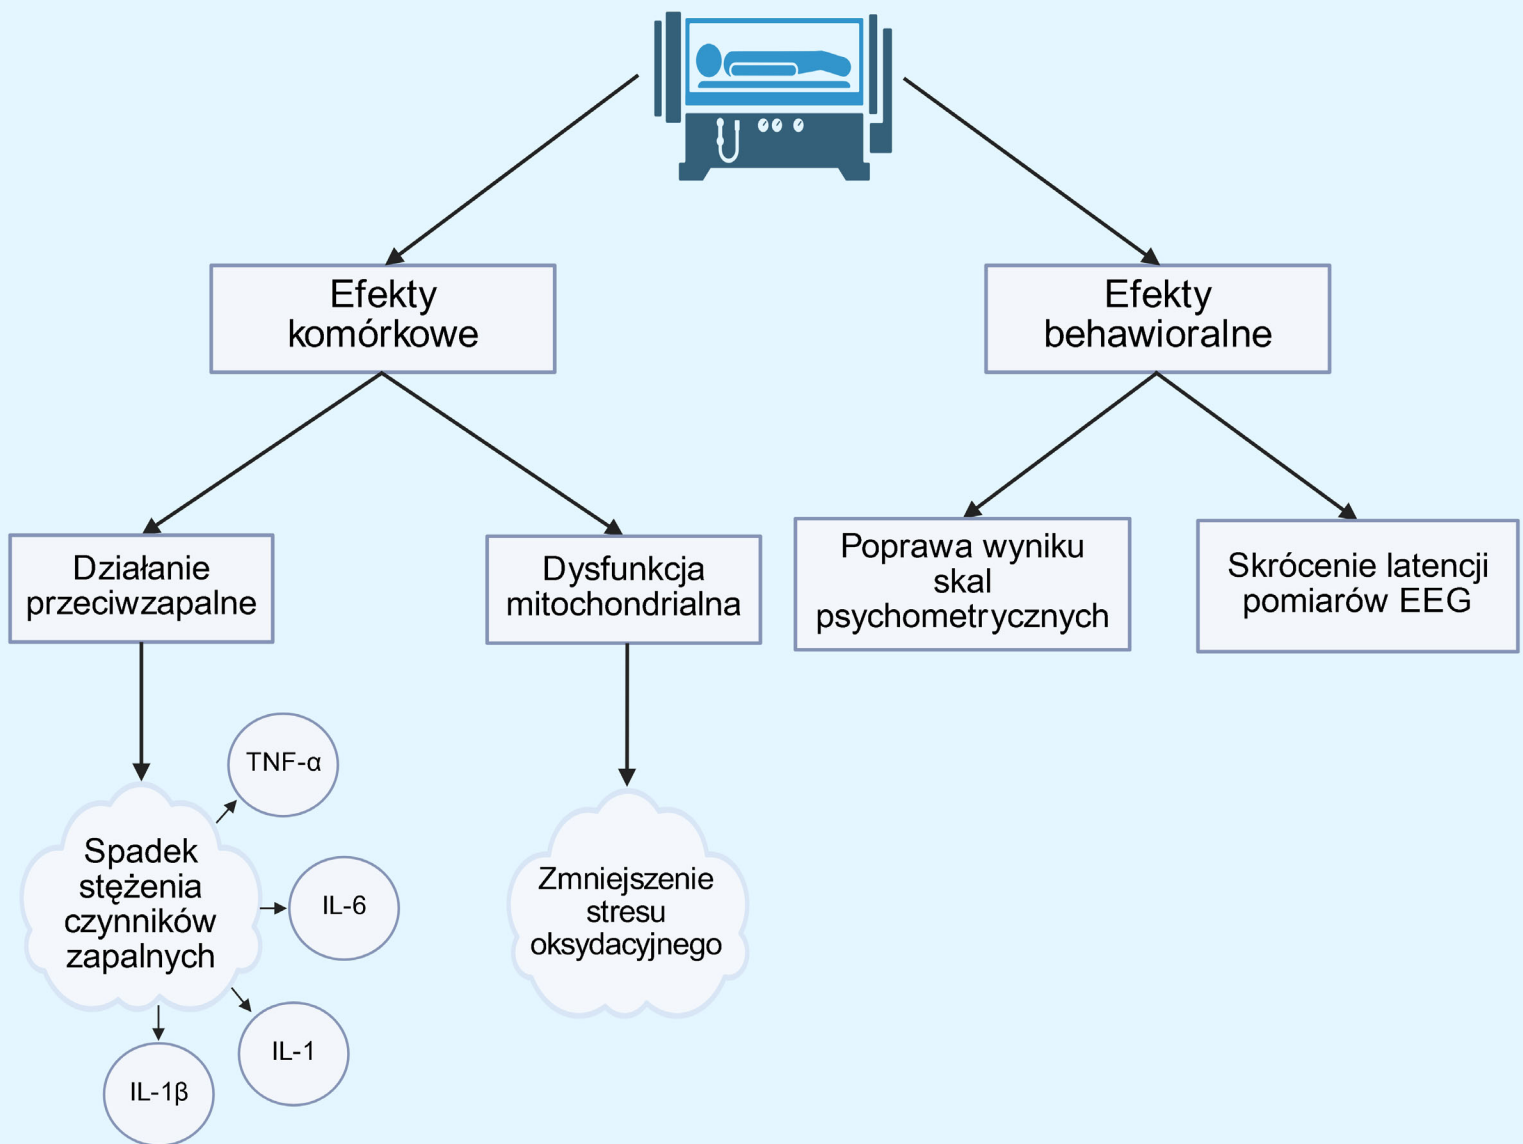 Efekty
komórkowe
Efekty
behawioralne
Działanie
przeciwzapalne
Dysfunkcja
mitochondrialna
Poprawa wyniku
skal
psychometrycznych
Skrócenie latencji
pomiarów EEG
TNF-α
Spadek
stężenia
czynników
zapalnych
IL-6
IL-1
IL-1β
Zmniejszenie
stresu
oksydacyjnego